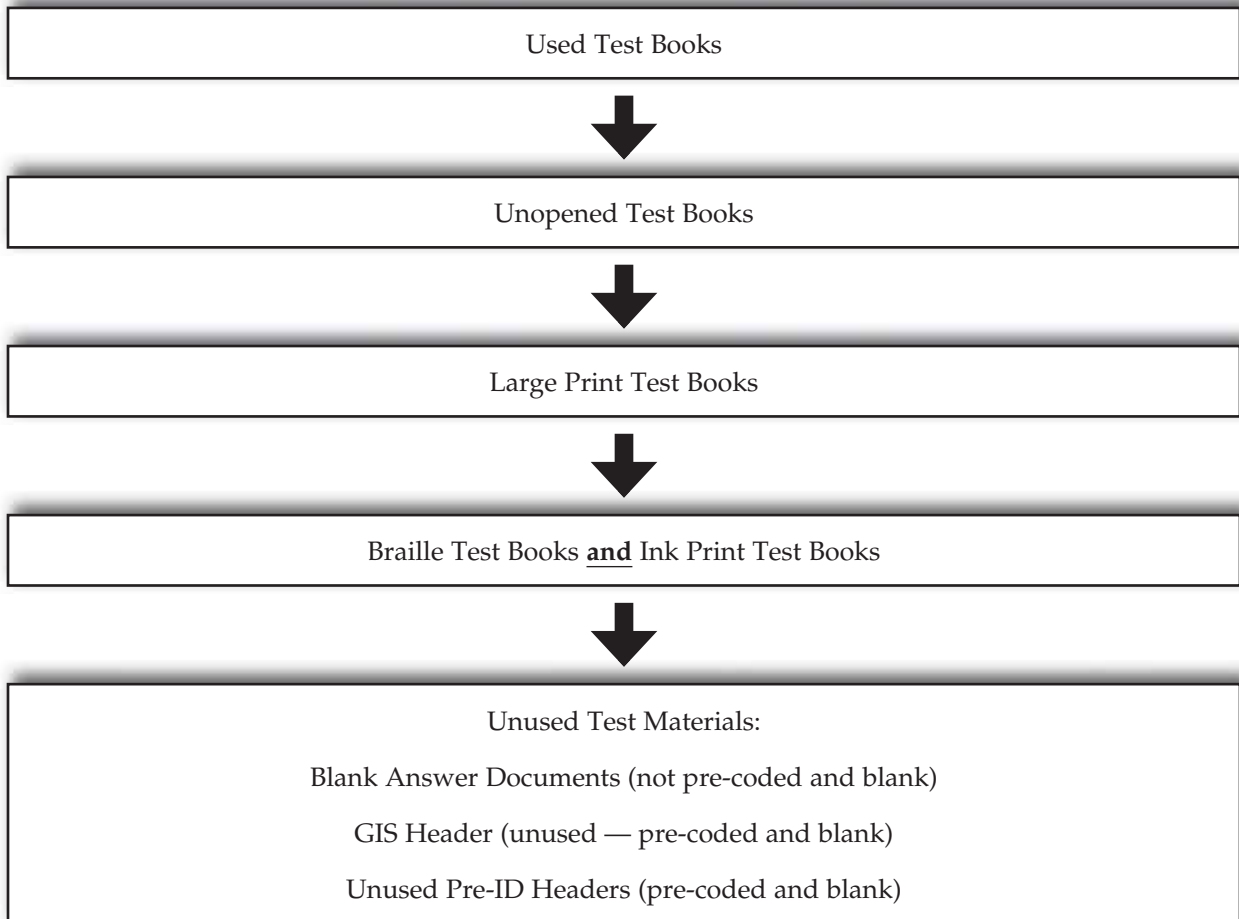 Used Test Books
Unopened Test Books
Large Print Test Books
Braille Test Books and Ink Print Test Books
Unused Test Materials:
Blank Answer Documents (not pre-coded and blank)
GIS Header (unused — pre-coded and blank)
Unused Pre-ID Headers (pre-coded and blank)